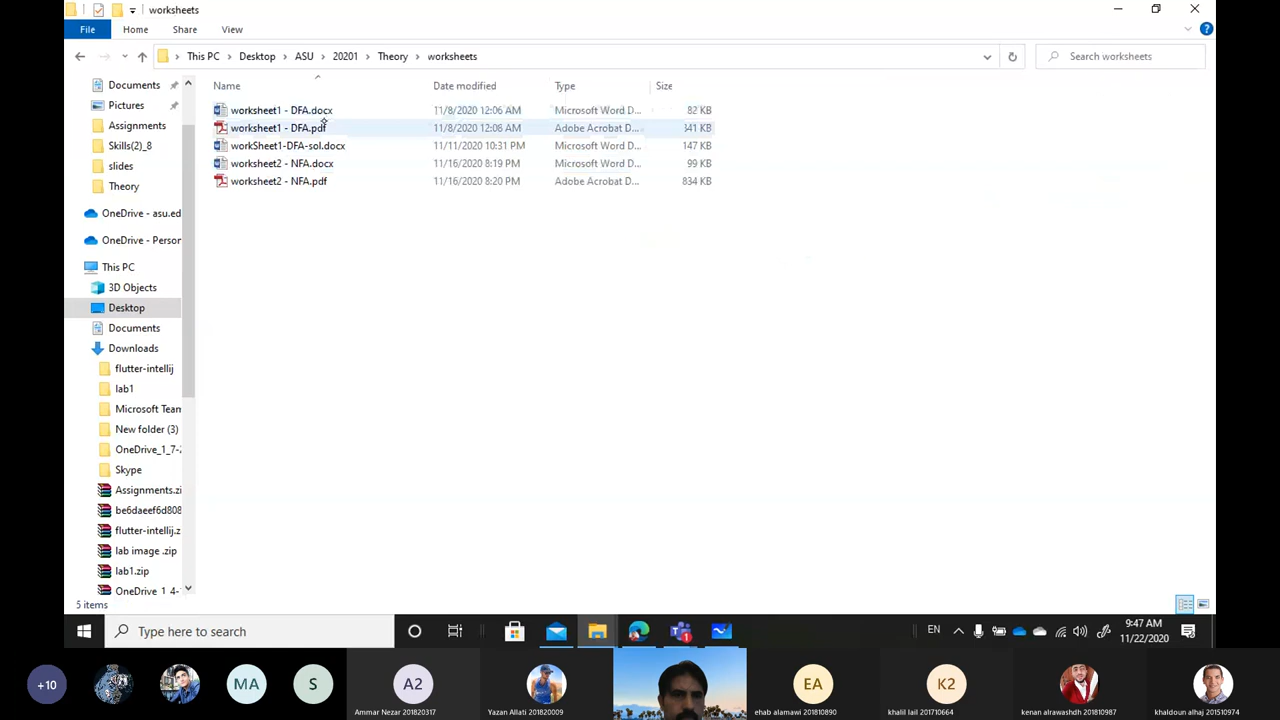 worksheets
File Home Share View
This PC Desktop ASU 20201 Theory worksheets
Search worksheets
Name Date modified Type Size
worksheet1 - DFA.docx 11/8/2020 12:06 AM Microsoft Word D... 82 KB
worksheet1 - DFA.pdf 11/8/2020 12:06 AM Adobe Acrobat D... 341 KB
workSheet1-DFA-sol.docx 11/11/2020 10:31 PM Microsoft Word D... 147 KB
worksheet2 - NFA.docx 11/16/2020 8:19 PM Microsoft Word D... 99 KB
worksheet2 - NFA.pdf 11/16/2020 8:20 PM Adobe Acrobat D... 834 KB
Documents
Pictures
Assignments
Skills(2)_8
slides
Theory
OneDrive - asu.ed
OneDrive - Person
This PC
3D Objects
Desktop
Documents
Downloads
flutter-intellij
lab1
Microsoft Team
New folder (3)
OneDrive_1_7-2
Skype
Assignments.zi
be6daeef6d808
flutter-intellij.z
lab image .zip
lab1.zip
OneDrive_1_4-
5 items
Type here to search
EN
9:47 AM
11/22/2020
+10
MA
S
A2
EA
K2
Ammar Nezar 201820317
Yazan Allati 201820009
ehab alamawi 201810890
khalil lail 201710664
kenan alrawashdh 201810987
khaldoun alhaj 201510974